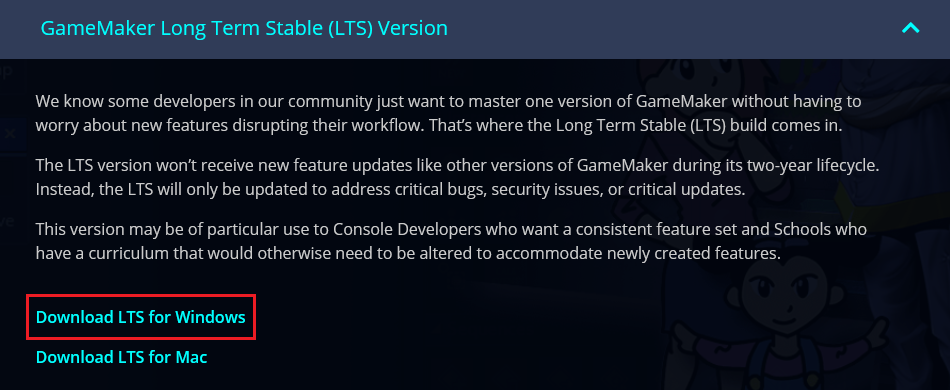 GameMaker Long Term Stable (LTS) Version
We know some developers in our community just want to master one version of GameMaker without having to
worry about new features disrupting their workflow. That's where the Long Term Stable (LTS) build comes in.
The LTS version won't receive new feature updates like other versions of GameMaker during its two-year lifecycle.
Instead, the LTS will only be updated to address critical bugs, security issues, or critical updates.
This version may be of particular use to Console Developers who want a consistent feature set and Schools who
have a curriculum that would otherwise need to be altered to accommodate newly created features.
Download LTS for Windows
Download LTS for Mac